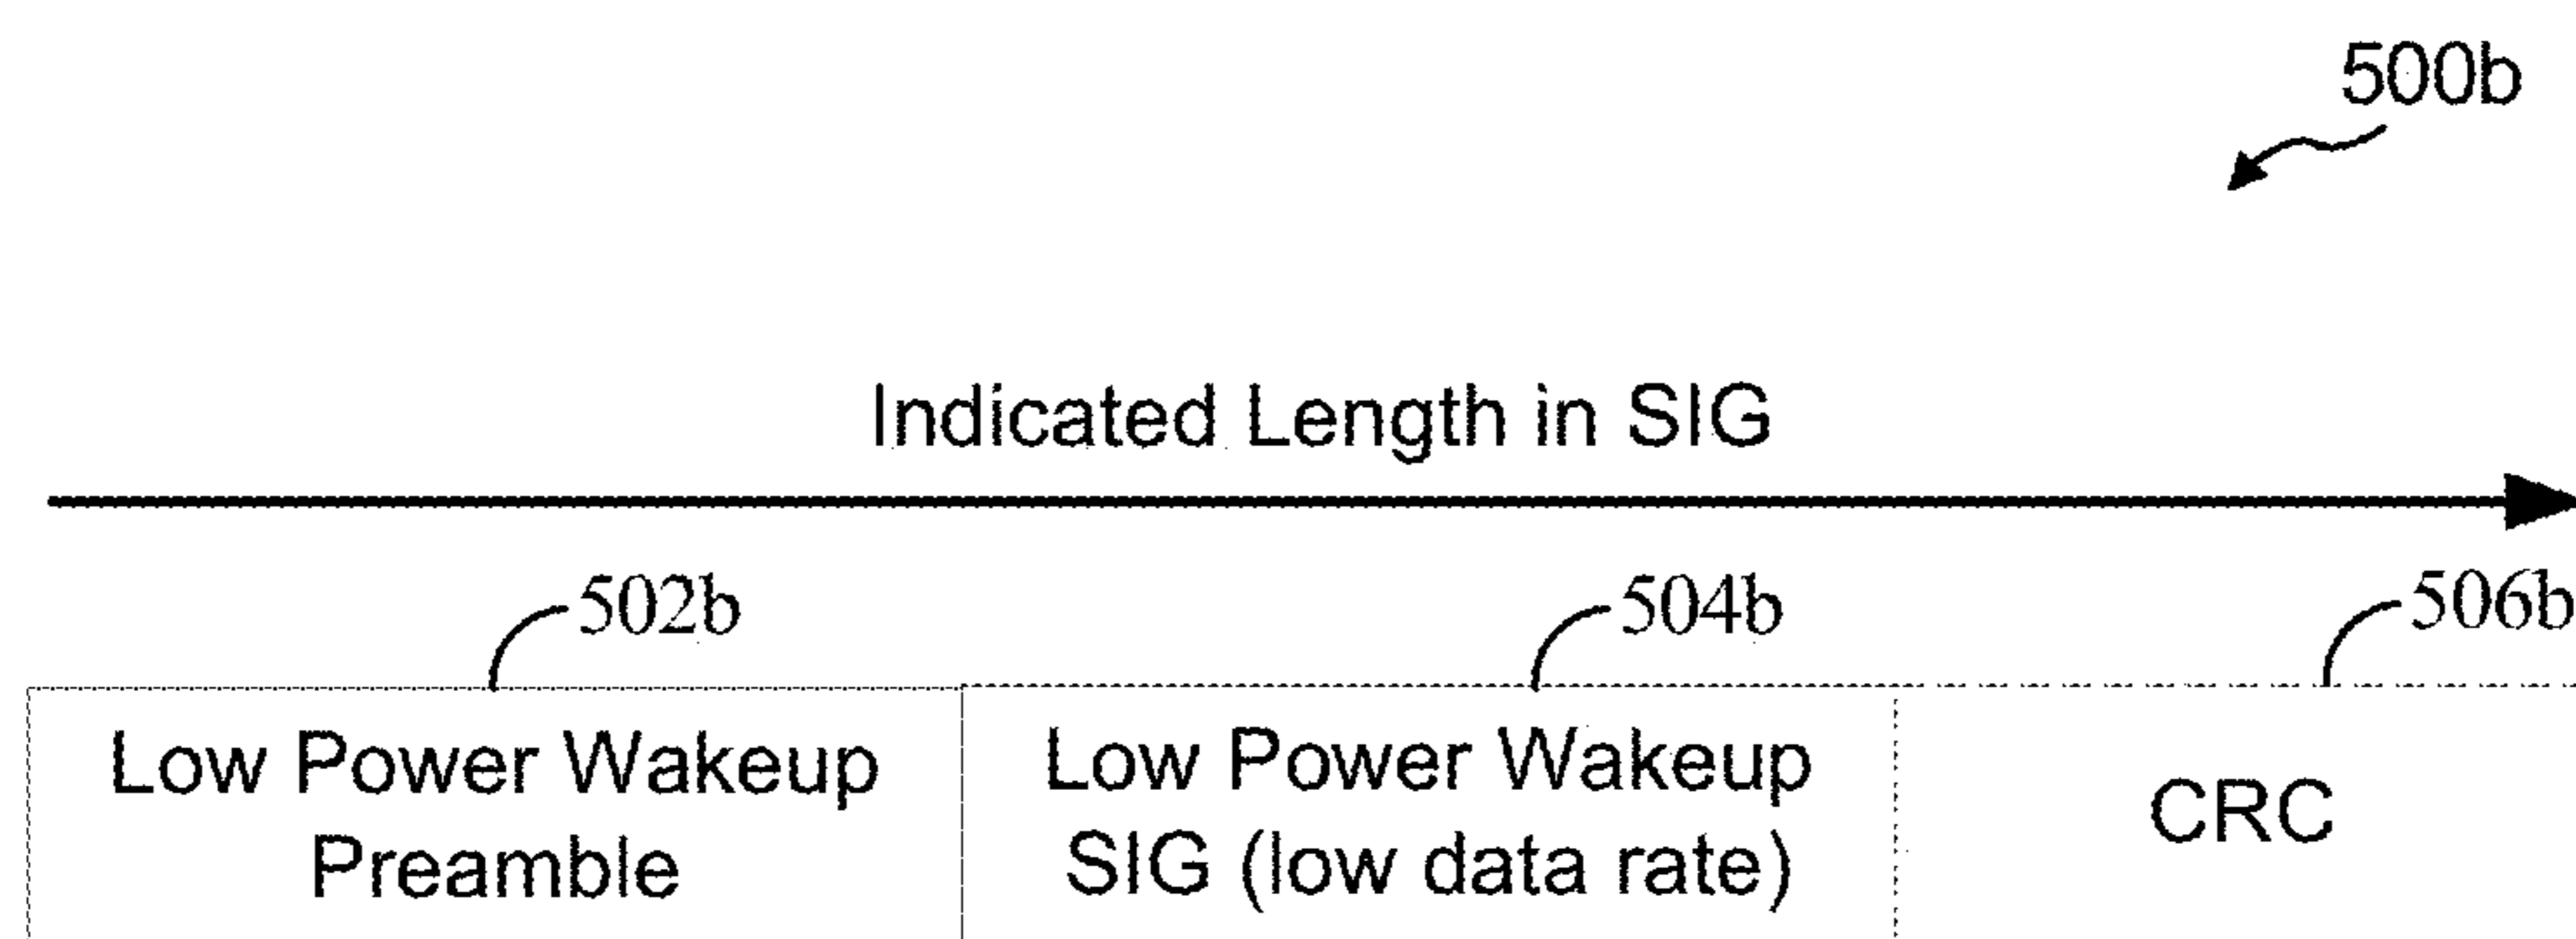 500b
Indicated Length in SIG
502b
504b
506b
Low Power Wakeup
Preamble
Low Power Wakeup
SIG (low data rate)
CRC